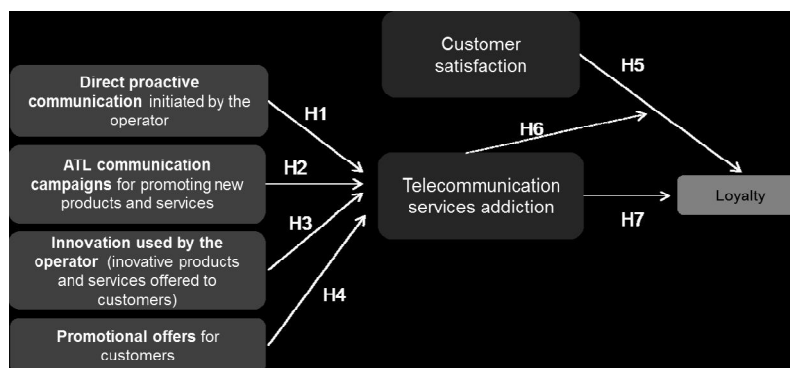 Direct proactive
communication initiated by the
operator
ATL communication
campaigns for promoting new
products and services
Innovation used by the
operator (inovative products
and services offered to
customers)
Promotional offers for
customers
H1
H2
H3
H4
Customer
satisfaction
Telecommunication
services addiction
H5
H6
H7
Loyalty